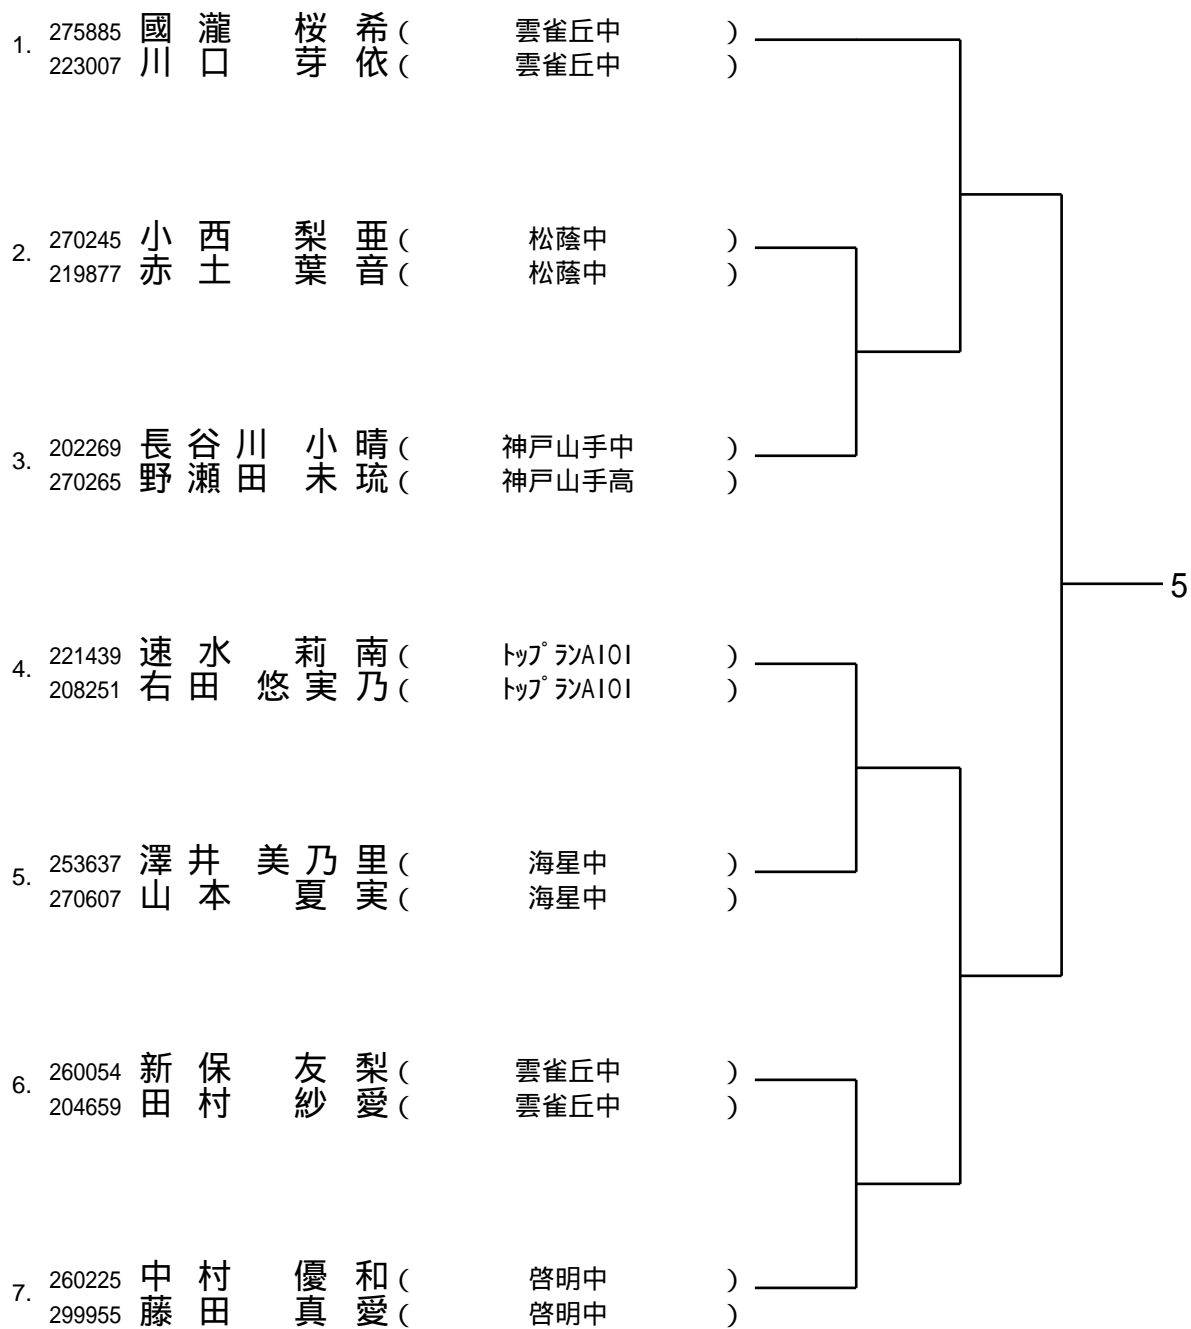 1. 275885 國瀧 桜希 ( 雲雀丘中 )
223007 川口 芽依 ( 雲雀丘中 )
2. 270245 小西 梨亜 ( 松蔭中 )
219877 赤土 葉音 ( 松蔭中 )
3. 202269 長谷川 小晴 ( 神戸山手中 )
270265 野瀬田 未琉 ( 神戸山手高 )
5
4. 221439 速水 莉南 ( ﾄｯﾌﾟﾗﾝAIOI )
208251 右田 悠実乃 ( ﾄｯﾌﾟﾗﾝAIOI )
5. 253637 澤井 美乃里 ( 海星中 )
270607 山本 夏実 ( 海星中 )
6. 260054 新保 友梨 ( 雲雀丘中 )
204659 田村 紗愛 ( 雲雀丘中 )
7. 260225 中村 優和 ( 啓明中 )
299955 藤田 真愛 ( 啓明中 )